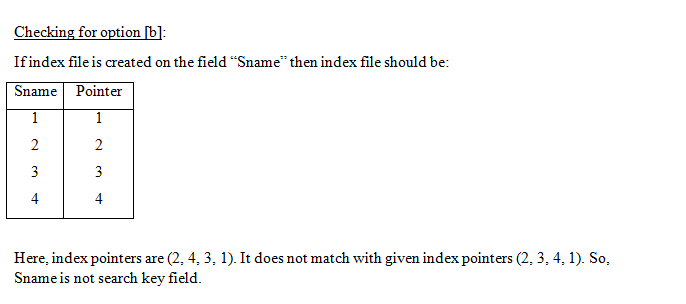 Checking for option [b]:
If index file is created on the field “Sname” then index file should be:
Sname Pointer
1 1
2 2
3 3
4 4
Here, index pointers are (2, 4, 3, 1). It does not match with given index pointers (2, 3, 4, 1). So,
Sname is not search key field.